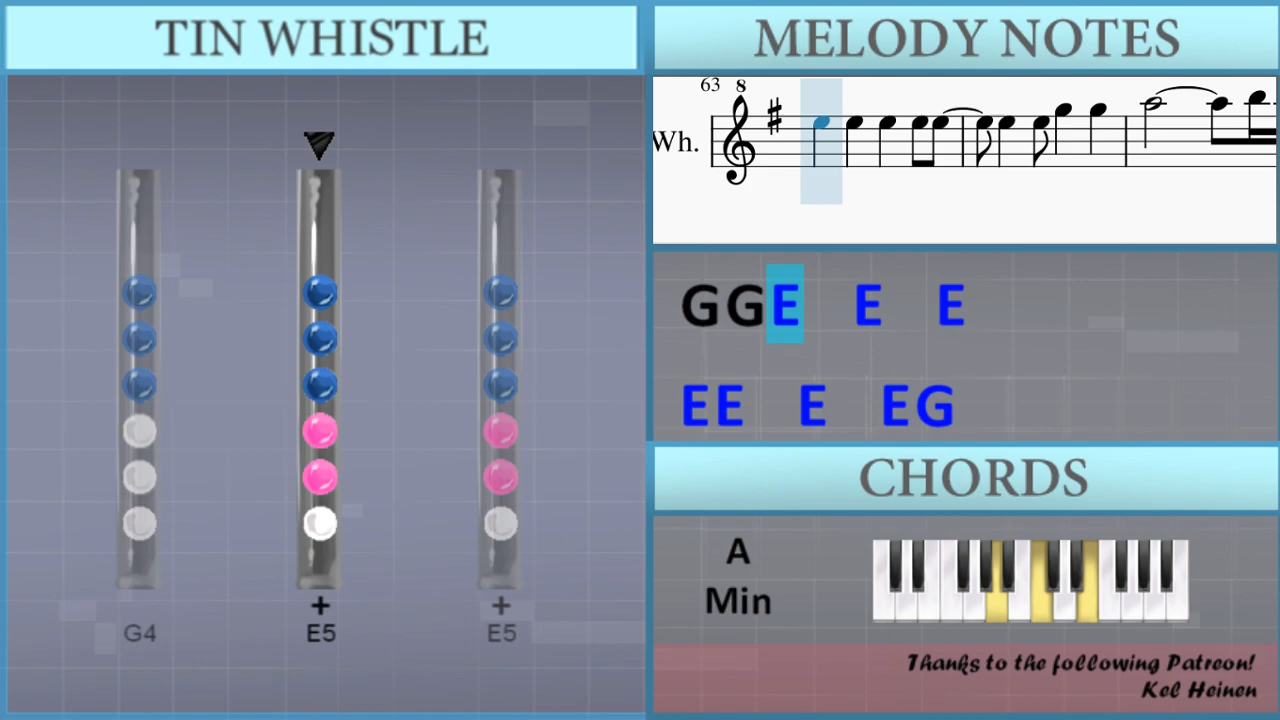 TIN WHISTLE
G4
+
E5
+
E5
MELODY NOTES
63
8
Wh.
GGE E E
EE E EG
CHORDS
A
Min
Thanks to the following Patreon!
Kel Heinen